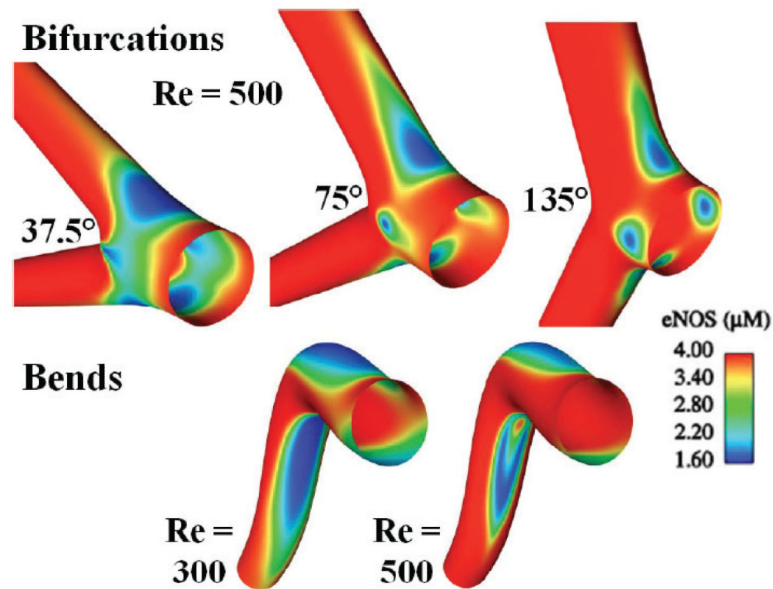 Bifurcations
Re = 500
37.5°
75°
135°
eNOS (μM)
4.00
3.40
2.80
2.20
1.60
Bends
Re =
300
Re =
500